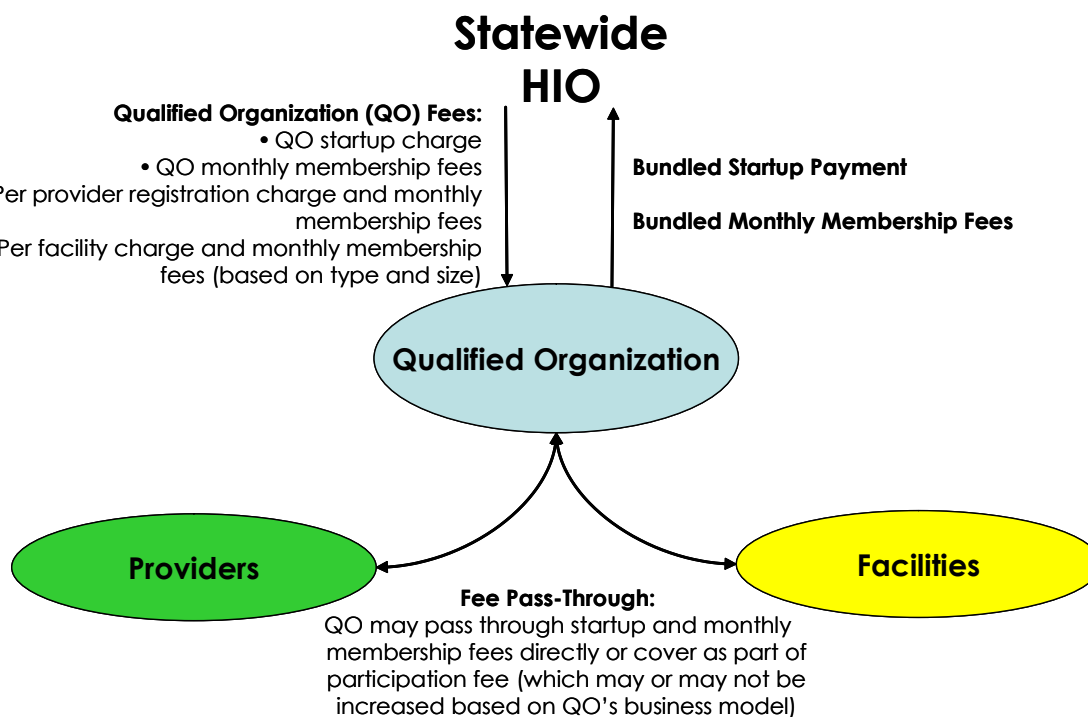 Statewide
HIO
Qualified Organization (QO) Fees:
• QO startup charge
• QO monthly membership fees
Per provider registration charge and monthly
membership fees
Per facility charge and monthly membership
fees (based on type and size)
Bundled Startup Payment
Bundled Monthly Membership Fees
Qualified Organization
Providers
Facilities
Fee Pass-Through:
QO may pass through startup and monthly
membership fees directly or cover as part of
participation fee (which may or may not be
increased based on QO’s business model)